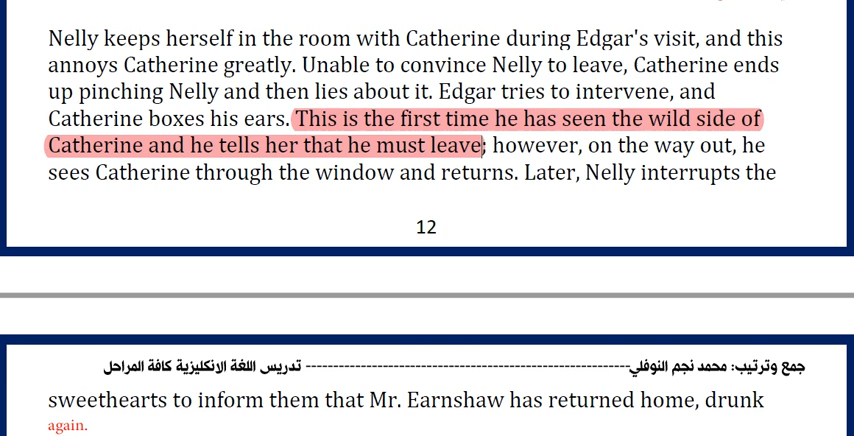 Nelly keeps herself in the room with Catherine during Edgar's visit, and this
annoys Catherine greatly. Unable to convince Nelly to leave, Catherine ends
up pinching Nelly and then lies about it. Edgar tries to intervene, and
Catherine boxes his ears. This is the first time he has seen the wild side of
Catherine and he tells her that he must leave; however, on the way out, he
sees Catherine through the window and returns. Later, Nelly interrupts the
12
جمع وترتيب: محمد نجم النوفلي------------------------------------------------------------ تدريس اللغة الانكليزية كافة المراحل
sweethearts to inform them that Mr. Earnshaw has returned home, drunk
again.